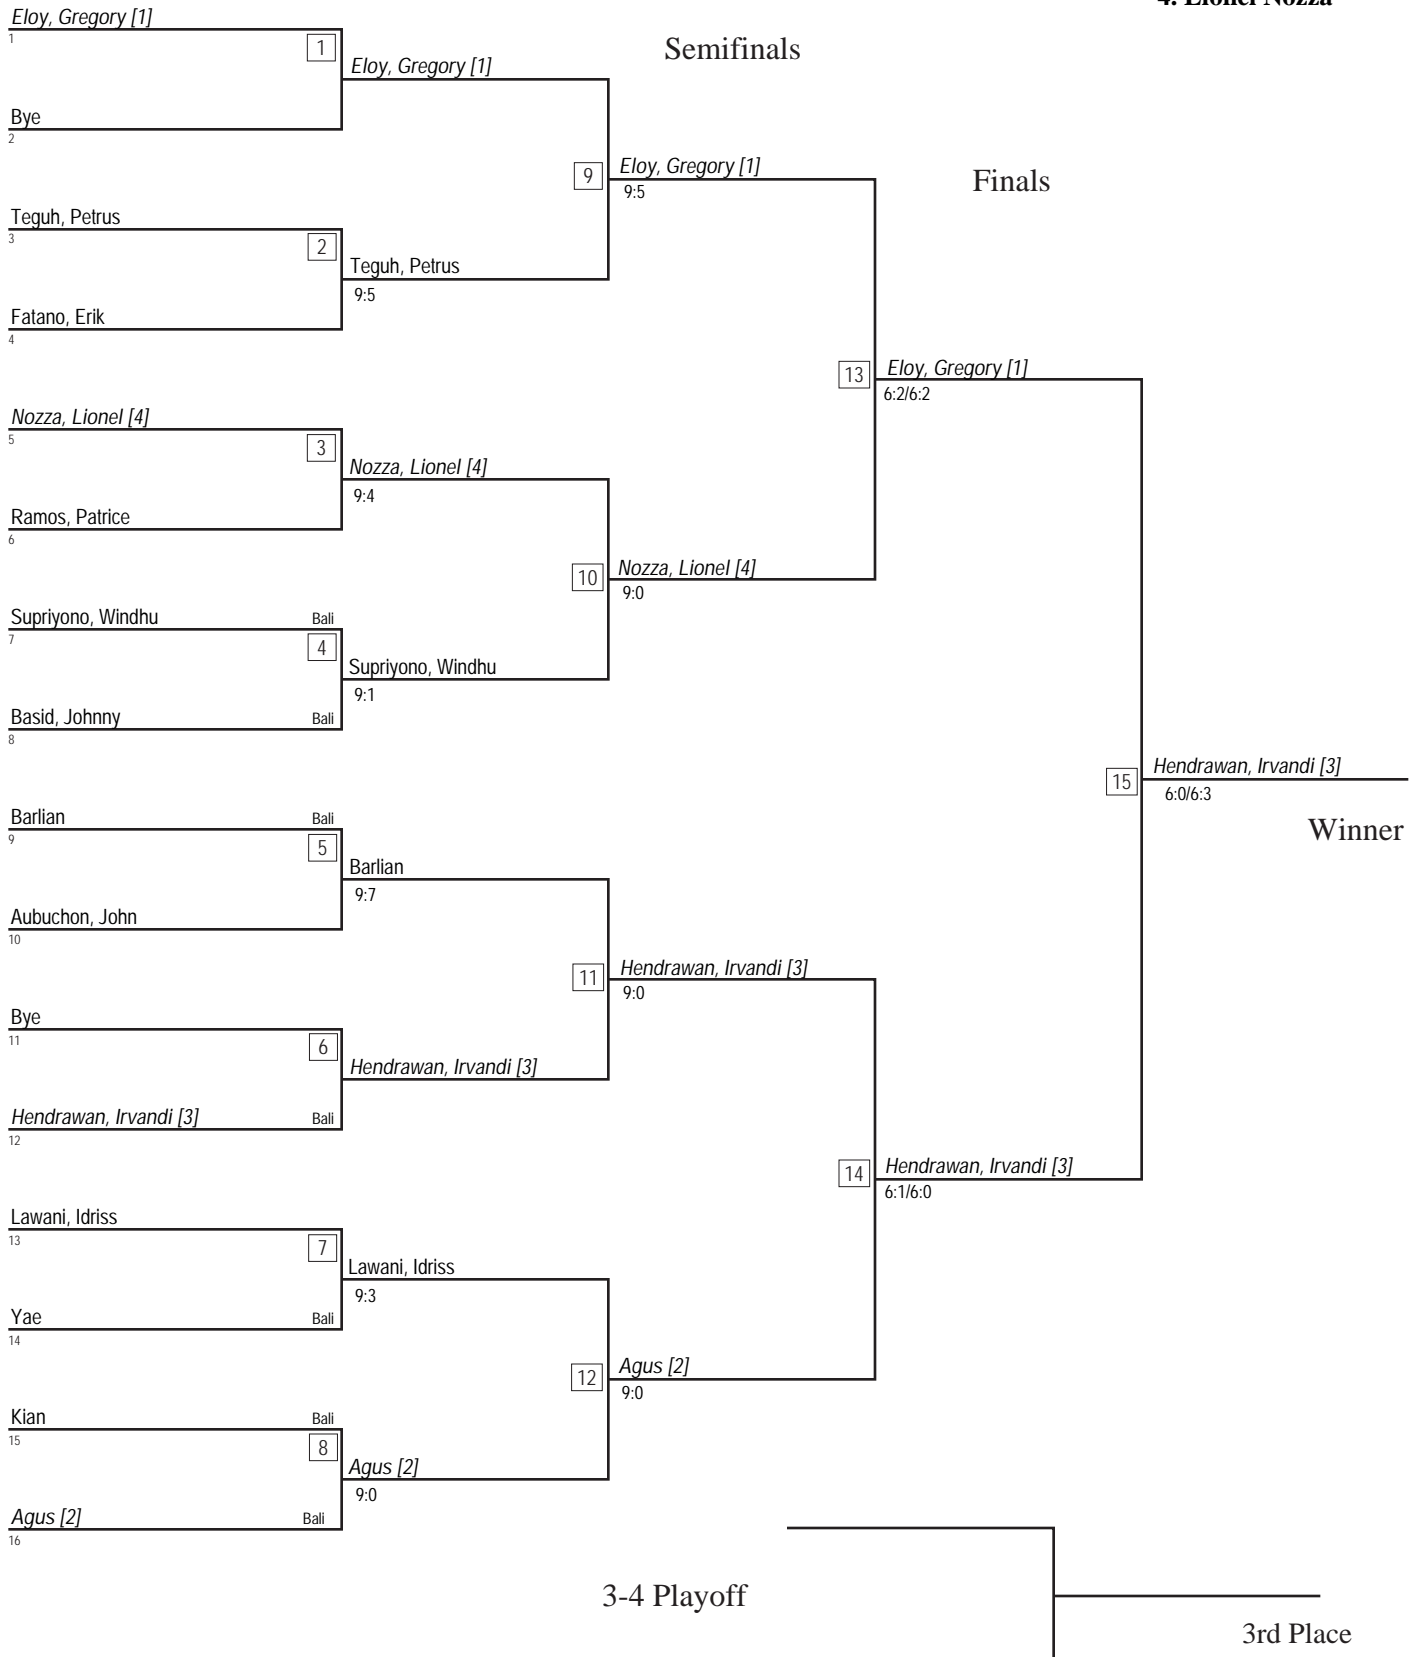 4. Lionel Nozza
Eloy, Gregory [1]
1
1
Eloy, Gregory [1]
Semifinals
Bye
2
9
Eloy, Gregory [1]
9:5
Finals
Teguh, Petrus
3
2
Teguh, Petrus
9:5
Fatano, Erik
4
13
Eloy, Gregory [1]
6:2/6:2
Nozza, Lionel [4]
5
3
Nozza, Lionel [4]
9:4
Ramos, Patrice
6
10
Nozza, Lionel [4]
9:0
Supriyono, Windhu Bali
7
4
Supriyono, Windhu
9:1
Basid, Johnny Bali
8
15
Hendrawan, Irvandi [3]
6:0/6:3
Winner
Barlian Bali
9
5
Barlian
9:7
Aubuchon, John
10
11
Hendrawan, Irvandi [3]
9:0
Bye
11
6
Hendrawan, Irvandi [3]
Hendrawan, Irvandi [3] Bali
12
14
Hendrawan, Irvandi [3]
6:1/6:0
Lawani, Idriss
13
7
Lawani, Idriss
9:3
Yae Bali
14
12
Agus [2]
9:0
Kian Bali
15
8
Agus [2]
9:0
Agus [2] Bali
16
3-4 Playoff
3rd Place